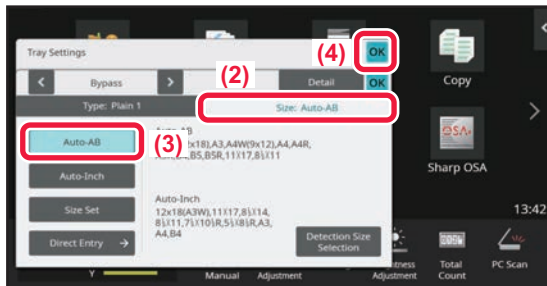 Tray Settings
(4)
OK
Bypass
(2)
Detail
OK
Copy
Type: Plain 1
Size: Auto-AB
Auto-AB
(3)
x18),A3,A4W(9x12),A4,A4R,
B5,B5R,11X17,8½X11
Auto-Inch
Sharp OSA
Size Set
Auto-Inch
12x18(A3W),11X17,8½X14,
8½X11,7¼X10½R,5½X8½R,A3,
A4,B4
13:42
Direct Entry →
Detection Size
Selection
Y
Manual
Adjustment
Adjustment
Total
Count
PC Scan